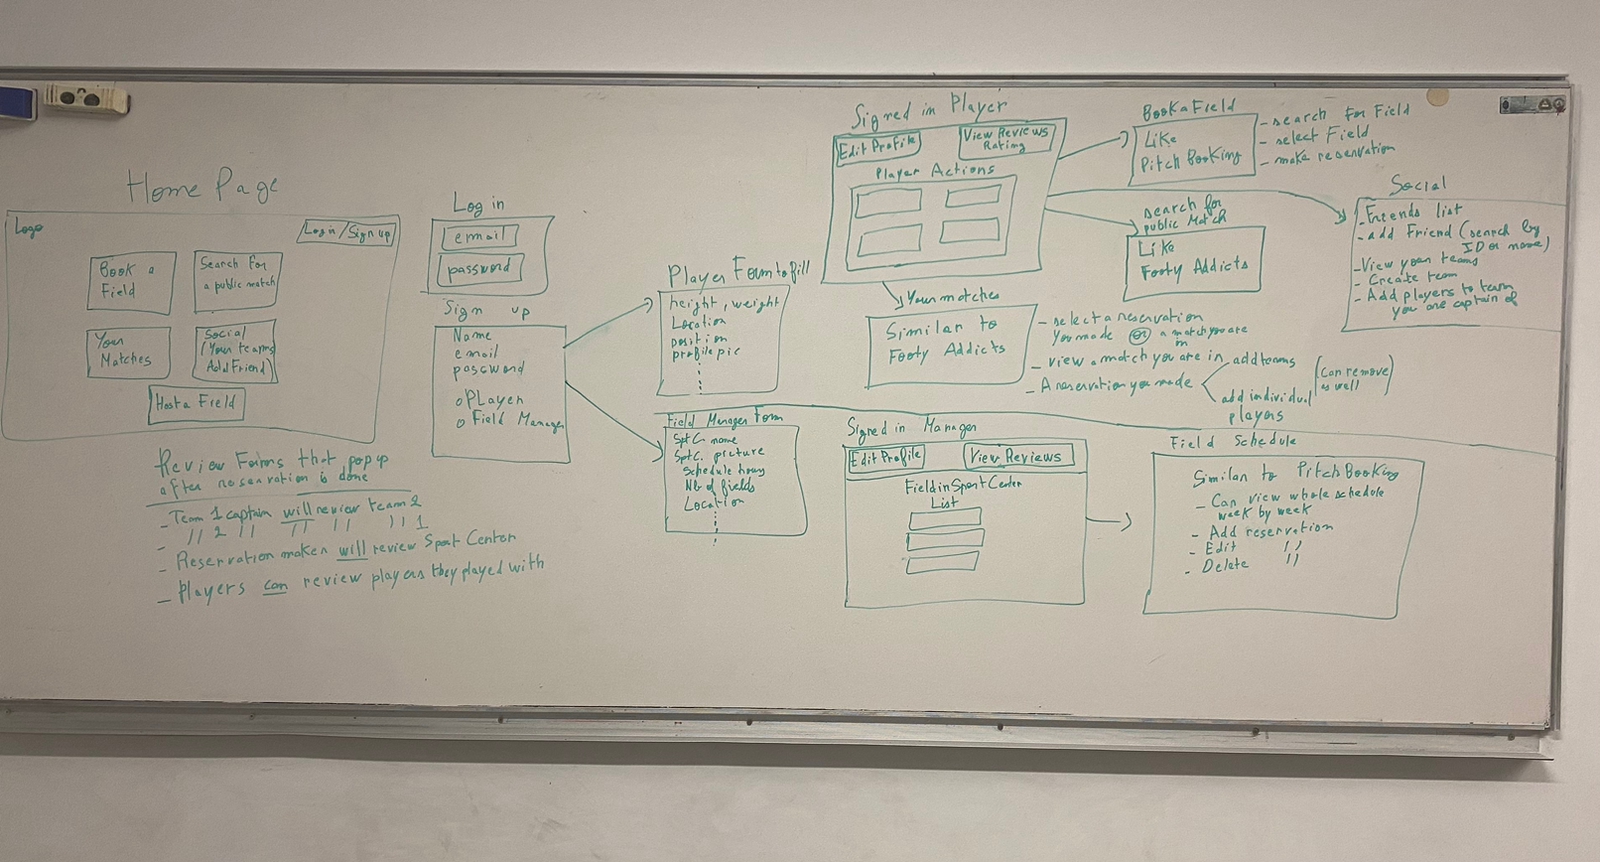 Home Page
Logo
Login/Sign up
Book a
Field
Search For
a public match
Your
Matches
Social
(Your teams
Add Friend)
Host a Field
Review Forms that pop up
after reservation is done
- Team 1 captain will review team 2
- " 2 " " " " 1
- Reservation maker will review Sport Center
- Players can review players they played with
Log in
email
password
Sign up
Name
email
password
o Player
o Field Manager
Player Form to fill
height, weight
Location
position
profile pic
Field Manager Form
Spt C. name
Spt C. picture
Schedule
Nb of fields
Location
Signed in Player
Edit Profile
View Reviews
Rating
Player Actions
Book a Field
Like
Pitch Booking
- search For Field
- select Field
- make reservation
search for
public Match
Like
Footy Addicts
Social
- Friends list
- add Friend (search by
ID or name)
- View your teams
- Create team
- Add players to team
you are captain of
Your matches
Similar to
Footy Addicts
- select a reservation
You made OR a match you are
in
- view a match you are in
- A reservation you made
add teams
add individual
players
(Can remove
as well)
Signed in Manager
Edit Profile
View Reviews
Field in Sport Center
List
Field Schedule
Similar to Pitch Booking
- Can view whole schedule
week by week
- Add reservation
- Edit "
- Delete "